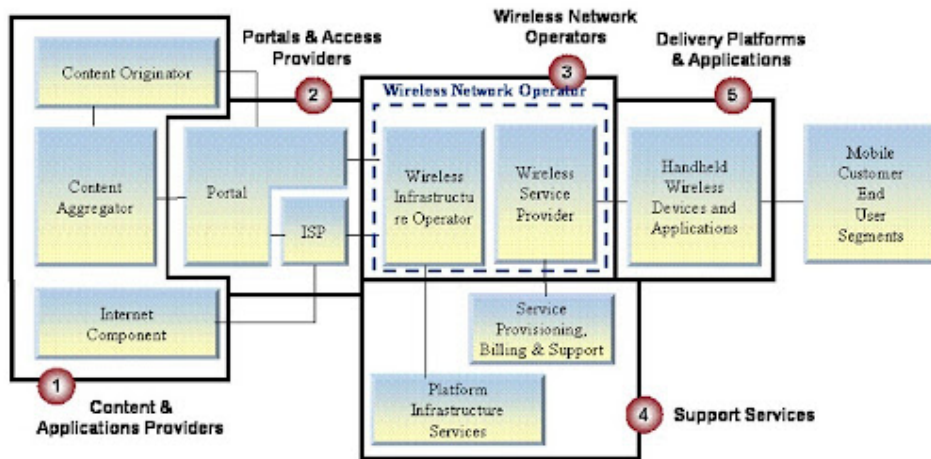 Wireless Network
Operators
Portals & Access
Providers
Delivery Platforms
& Applications
3
2
5
Wireless Network Operator
Content Originator
Content
Aggregator
Portal
ISP
Wireless
Infrastructu
re Operator
Wireless
Service
Provider
Handheld
Wireless
Devices and
Applications
Mobile
Customer
End
User
Segments
Internet
Component
Service
Provisioning,
Billing & Support
Platform
Infrastructure
Services
1
Content &
Applications Providers
4
Support Services